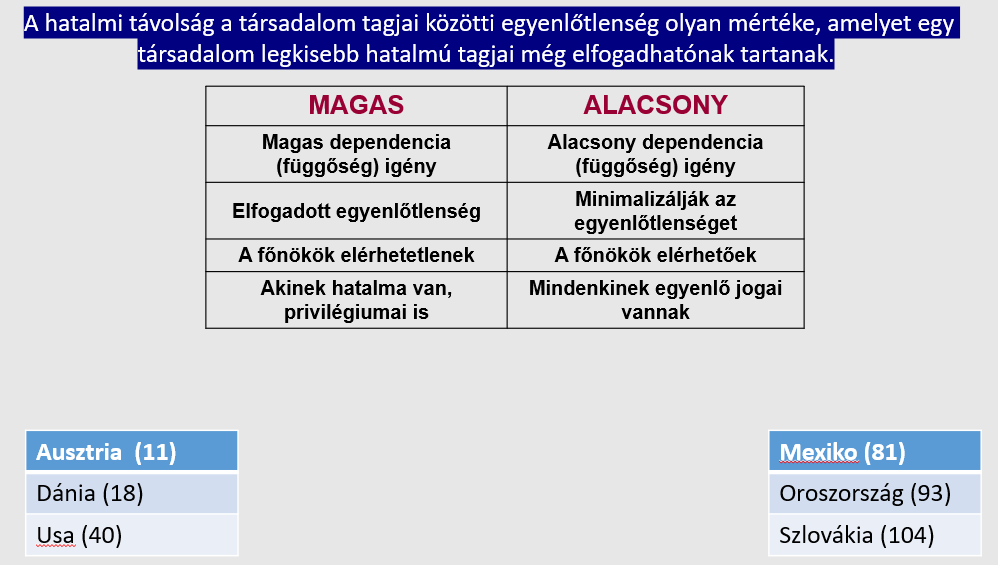 A hatalmi távolság a társadalom tagjai közötti egyenlőtlenség olyan mértéke, amelyet egy
társadalom legkisebb hatalmú tagjai még elfogadhatónak tartanak.
MAGAS
ALACSONY
Magas dependencia
(függőség) igény
Alacsony dependencia
(függőség) igény
Elfogadott egyenlőtlenség
Minimalizálják az
egyenlőtlenséget
A főnökök elérhetetlenek
A főnökök elérhetőek
Akinek hatalma van,
privilégiumai is
Mindenkinek egyenlő jogai
vannak
Ausztria (11)
Dánia (18)
Usa (40)
Mexiko (81)
Oroszország (93)
Szlovákia (104)